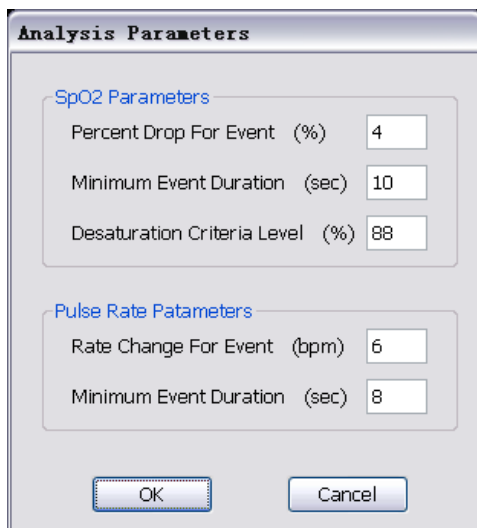 Analysis Parameters
SpO2 Parameters
Percent Drop For Event (%) 4
Minimum Event Duration (sec) 10
Desaturation Criteria Level (%) 88
Pulse Rate Patameters
Rate Change For Event (bpm) 6
Minimum Event Duration (sec) 8
OK Cancel